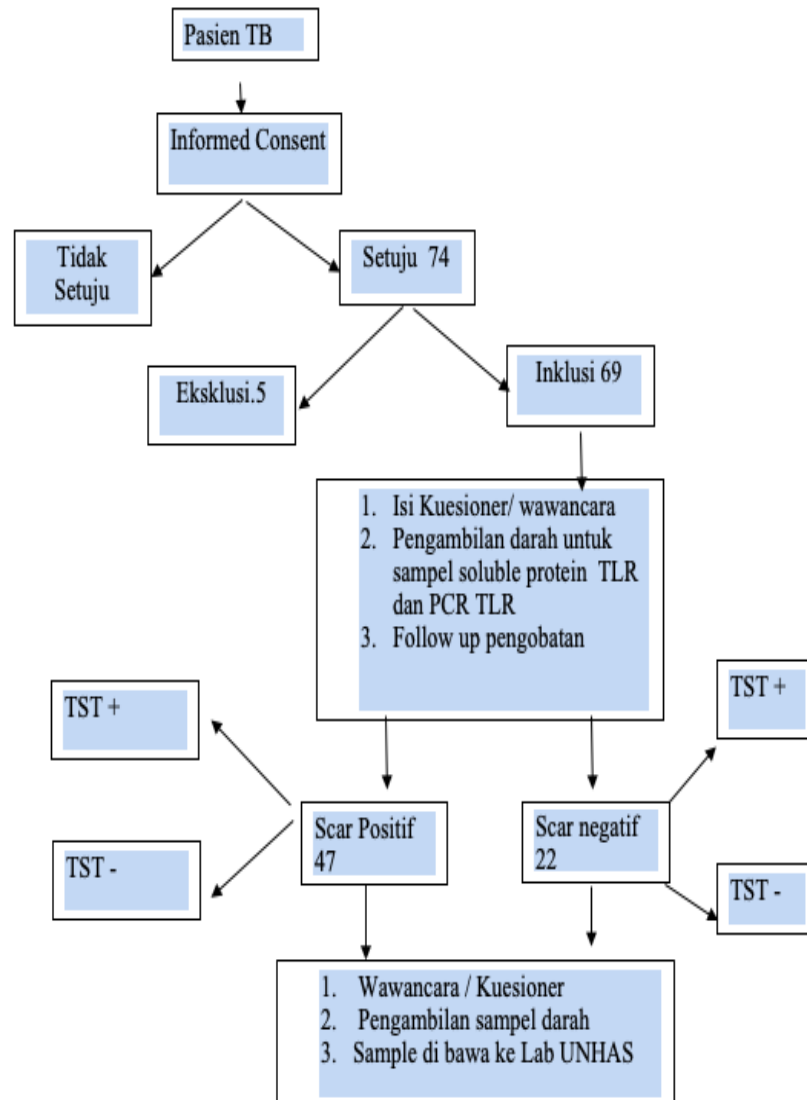 Pasien TB
Informed Consent
Tidak
Setuju
Setuju 74
Eksklusi.5
Inklusi 69
1. Isi Kuesioner/ wawancara
2. Pengambilan darah untuk
sampel soluble protein TLR
dan PCR TLR
3. Follow up pengobatan
TST +
TST +
Scar Positif
47
Scar negatif
22
TST -
TST -
1. Wawancara / Kuesioner
2. Pengambilan sampel darah
3. Sample di bawa ke Lab UNHAS